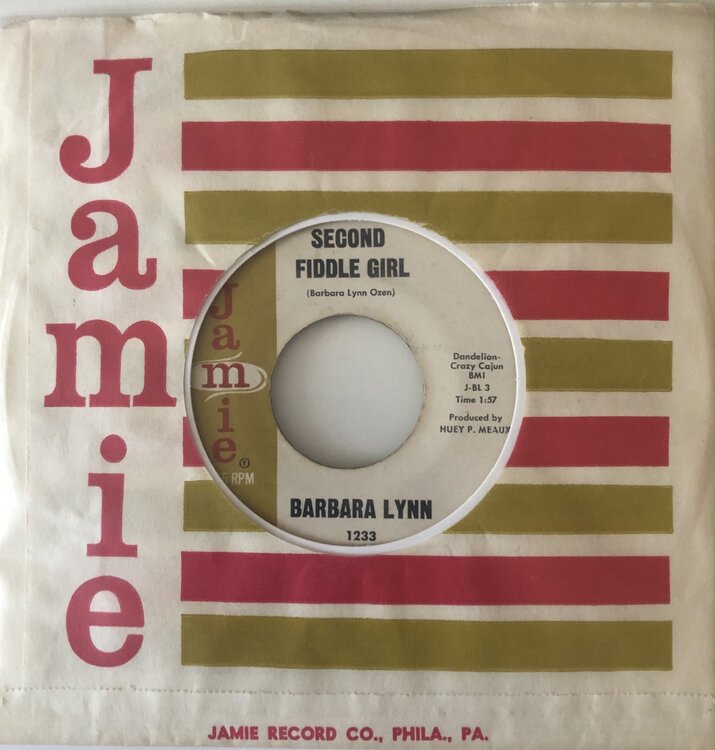 Jamie
SECOND
FIDDLE GIRL
(Barbara Lynn Ozen)
Jamie
Dandelion-
Crazy Cajun
BMI
J-BL 3
Time 1:57
Produced by
HUEY P. MEAUX
5 RPM
BARBARA LYNN
1233
JAMIE RECORD CO., PHILA., PA.